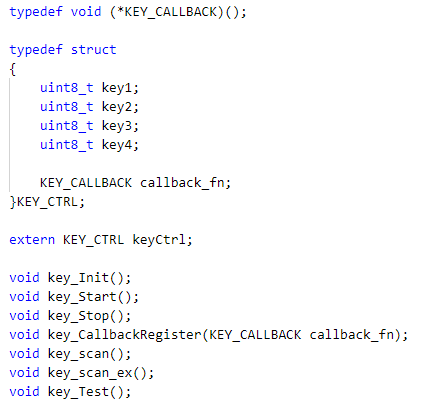 typedef void (*KEY_CALLBACK)();
typedef struct
{
uint8_t key1;
uint8_t key2;
uint8_t key3;
uint8_t key4;
KEY_CALLBACK callback_fn;
}KEY_CTRL;
extern KEY_CTRL keyCtrl;
void key_Init();
void key_Start();
void key_Stop();
void key_CallbackRegister(KEY_CALLBACK callback_fn);
void key_scan();
void key_scan_ex();
void key_Test();